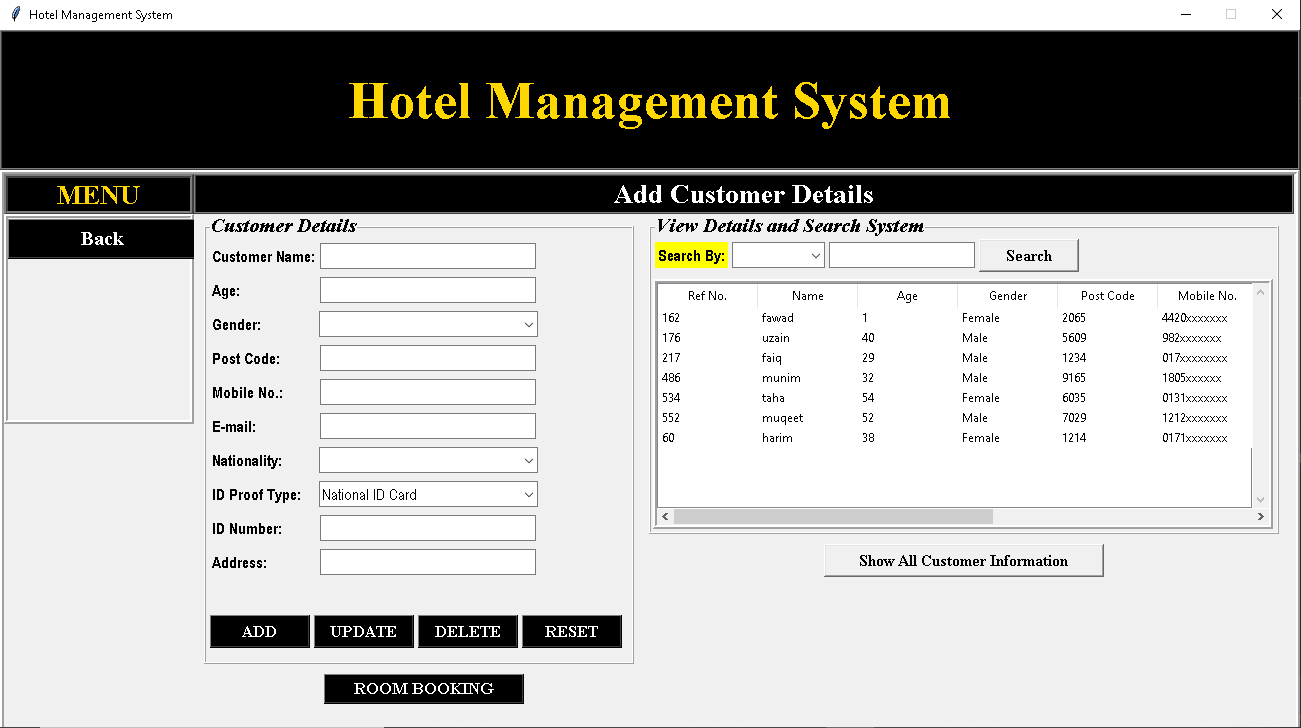 Hotel Management System
Hotel Management System
MENU
Add Customer Details
Back
Customer Details
Customer Name:
Age:
Gender:
Post Code:
Mobile No.:
E-mail:
Nationality:
ID Proof Type: National ID Card
ID Number:
Address:
ADD UPDATE DELETE RESET
ROOM BOOKING
View Details and Search System
Search By: Search
Ref No. Name Age Gender Post Code Mobile No.
162 fawad 1 Female 2065 4420xxxxxxx
176 uzain 40 Male 5609 982xxxxxxx
217 faiq 29 Male 1234 017xxxxxxxx
486 munim 32 Male 9165 1805xxxxxx
534 taha 54 Female 6035 0131xxxxxxx
552 muqeet 52 Male 7029 1212xxxxxxx
60 harim 38 Female 1214 0171xxxxxxx
Show All Customer Information